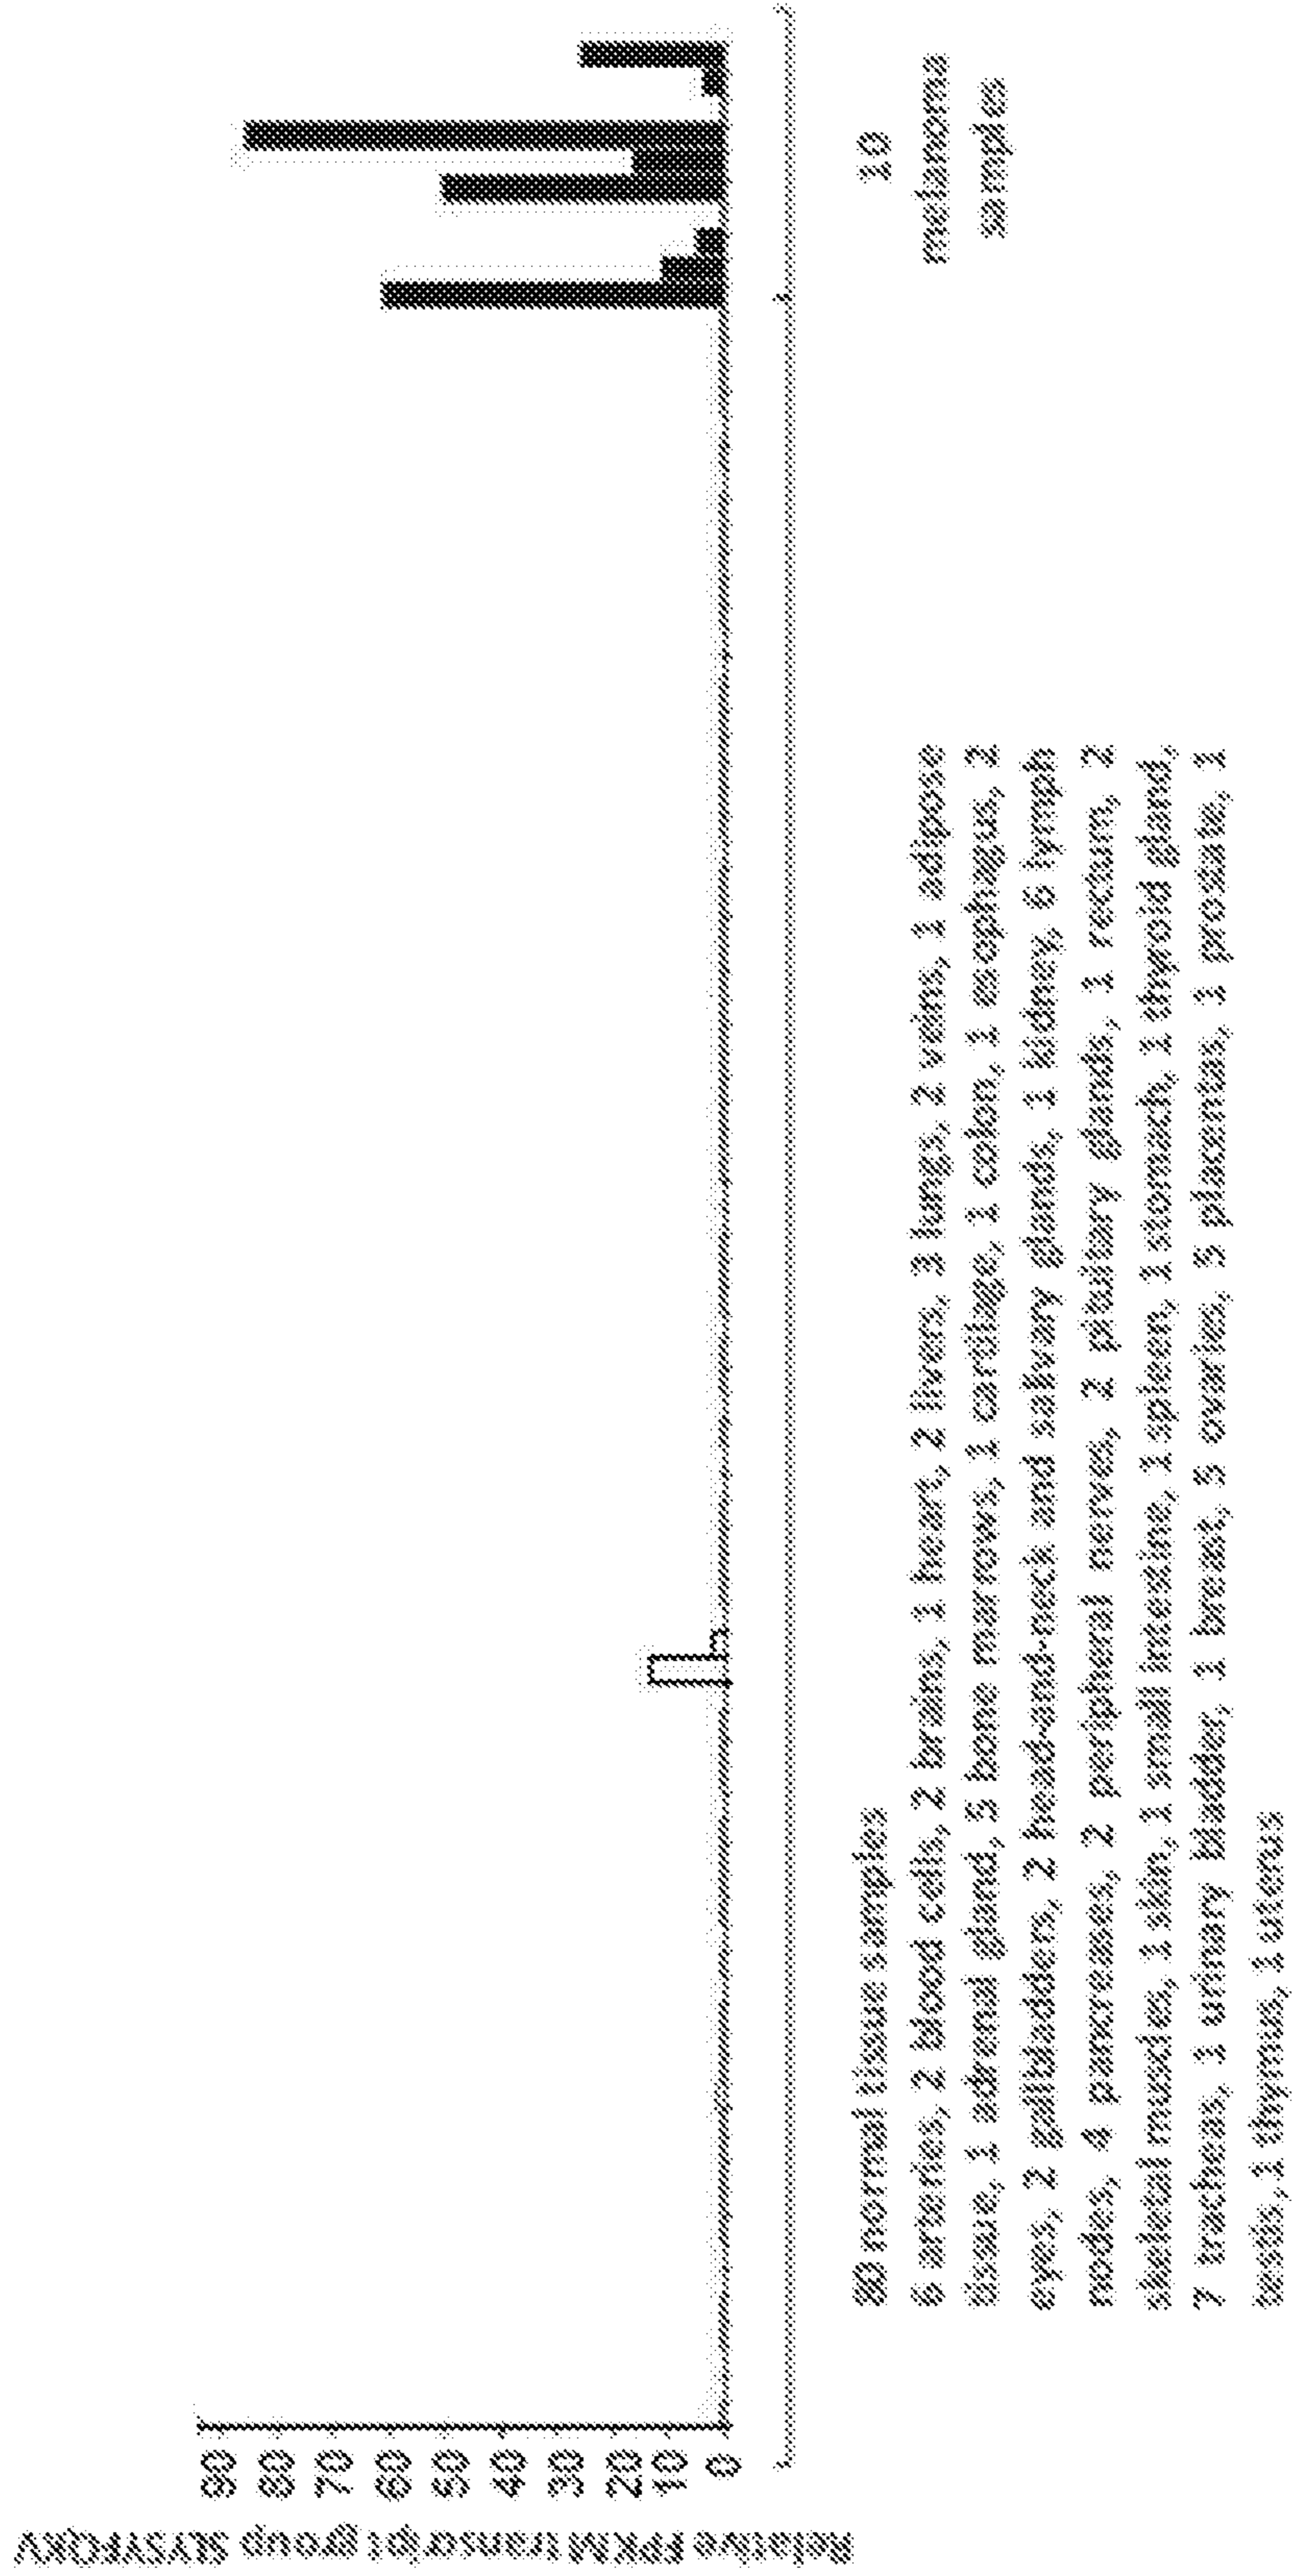 Relative FPKM transcript group SLYSYFQKV
90
80
70
60
50
40
30
20
10
0
90 normal tissue samples
6 arteries, 2 blood cells, 2 brains, 1 heart, 2 livers, 3 lungs, 2 veins, 1 adipose
tissue, 1 adrenal gland, 5 bone marrows, 1 cartilage, 1 colon, 1 esophagus, 2
eyes, 2 gallbladders, 2 head-and-neck and salivary glands, 1 kidney, 6 lymph
nodes, 4 pancreases, 2 peripheral nerves, 2 pituitary glands, 1 rectum, 2
skeletal muscles, 1 skin, 1 small intestine, 1 spleen, 1 stomach, 1 thyroid gland,
7 tracheas, 1 urinary bladder, 1 breast, 5 ovaries, 5 placentas, 1 prostate, 1
testis, 1 thymus, 1 uterus
10
melanoma
samples